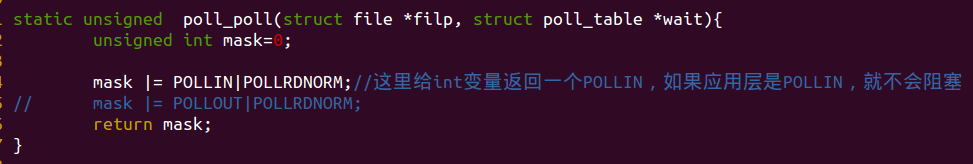 static unsigned  poll_poll(struct file *filp, struct poll_table *wait){
        unsigned int mask=0;
        mask |= POLLIN|POLLRDNORM;//这里给int变量返回一个POLLIN，如果应用层是POLLIN，就不会阻塞
//      mask |= POLLOUT|POLLRDNORM;
        return mask;
}